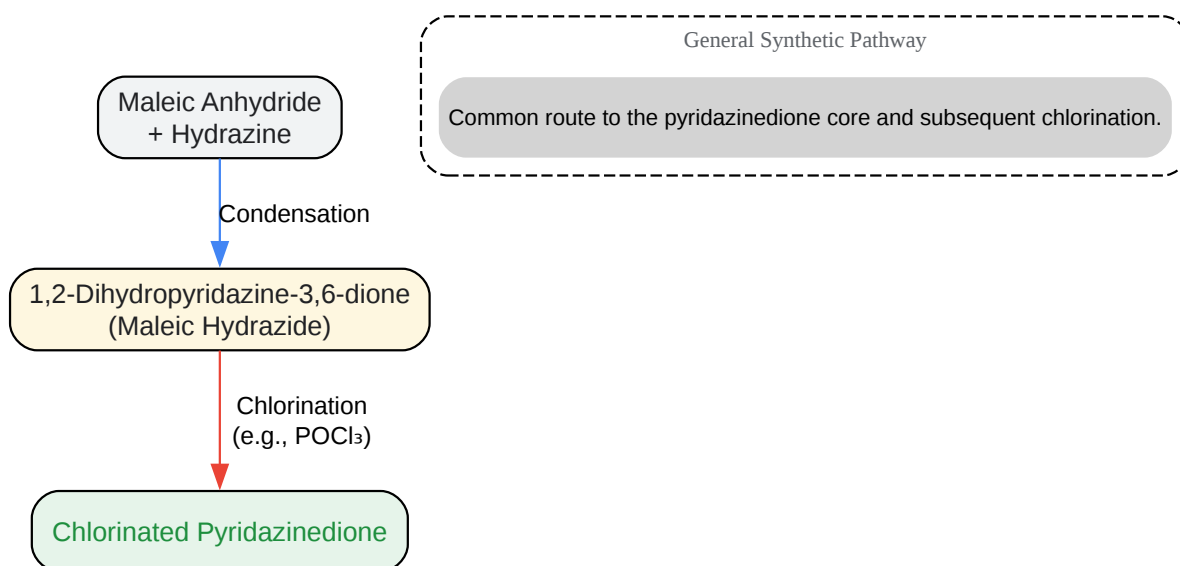 General Synthetic Pathway
Common route to the pyridazinedione core and subsequent chlorination.
Maleic Anhydride
+ Hydrazine
Condensation
1,2-Dihydropyridazine-3,6-dione
(Maleic Hydrazide)
Chlorination
(e.g., POCl₃)
Chlorinated Pyridazinedione